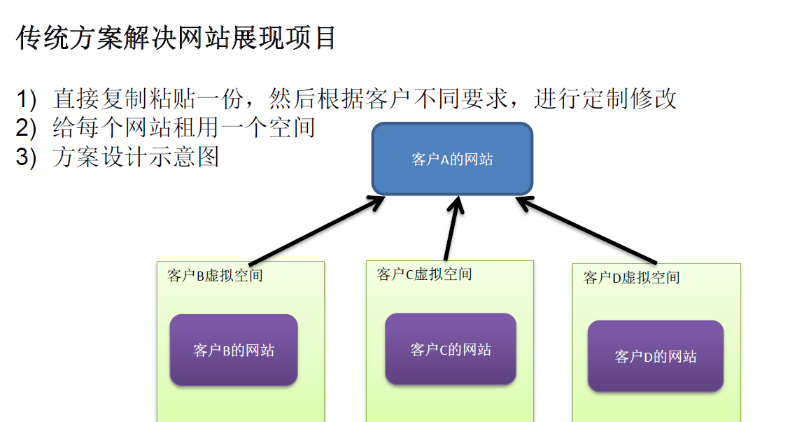 传统方案解决网站展现项目
1) 直接复制粘贴一份，然后根据客户不同要求，进行定制修改
2) 给每个网站租用一个空间
3) 方案设计示意图
客户A的网站
客户B虚拟空间
客户C虚拟空间
客户D虚拟空间
客户B的网站
客户C的网站
客户D的网站